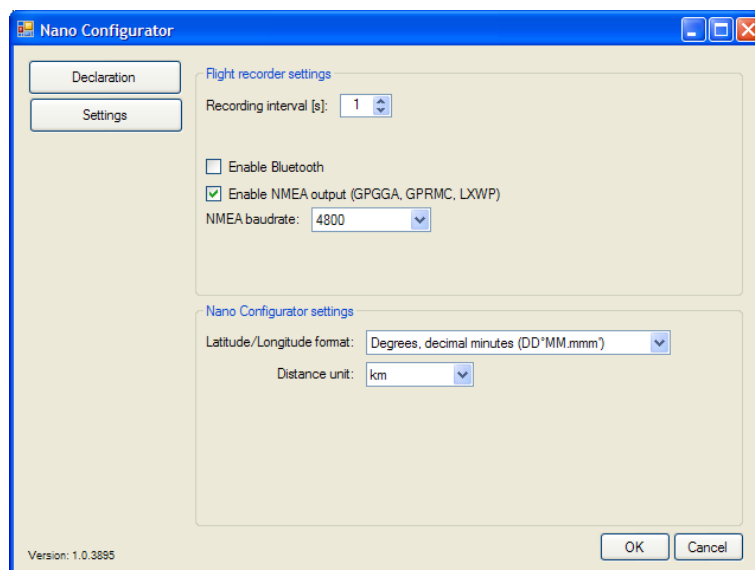 Nano Configurator
Declaration
Settings
Flight recorder settings
Recording interval [s]: 1
Enable Bluetooth
Enable NMEA output (GPGGA, GPRMC, LXWP)
NMEA baudrate: 4800
Nano Configurator settings
Latitude/Longitude format: Degrees, decimal minutes (DD°MM.mmm')
Distance unit: km
Version: 1.0.3895
OK Cancel